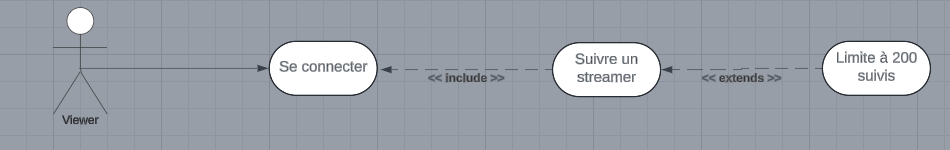 Viewer
Se connecter
<< include >>
Suivre un
streamer
<< extends >>
Limite à 200
suivis